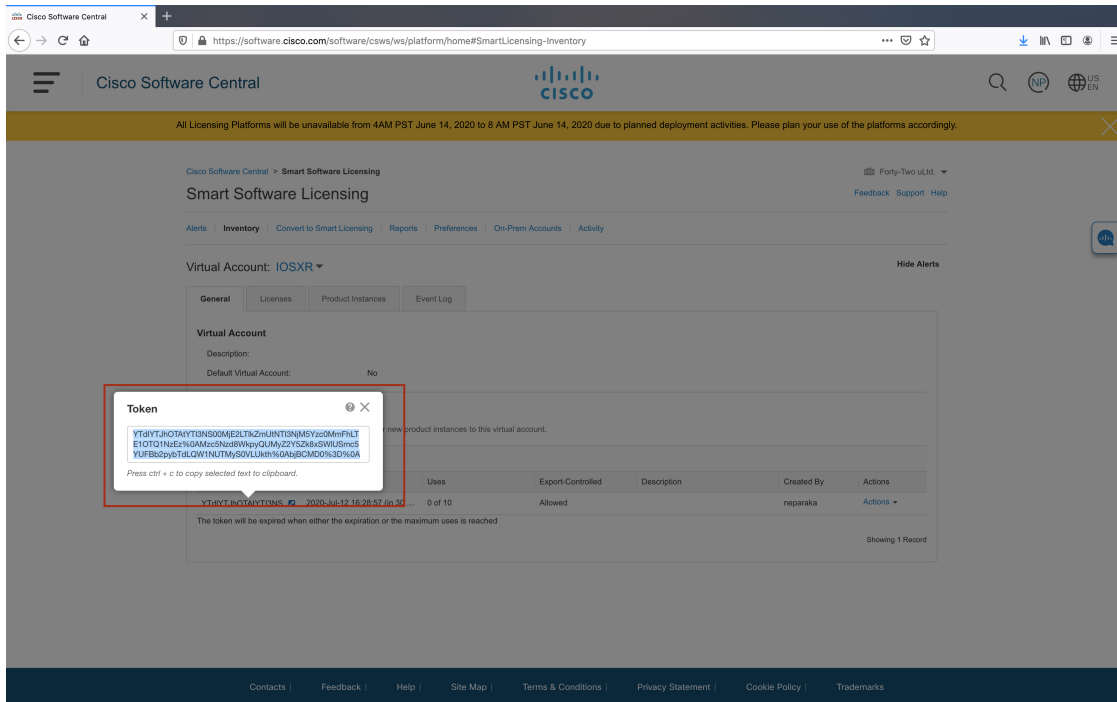 Cisco Software Central
https://software.cisco.com/software/csws/ws/platform/home#SmartLicensing-Inventory
Cisco Software Central
CISCO
NP
US
EN
All Licensing Platforms will be unavailable from 4AM PST June 14, 2020 to 8 AM PST June 14, 2020 due to planned deployment activities. Please plan your use of the platforms accordingly.
Cisco Software Central > Smart Software Licensing
Forty-Two uLtd.
Smart Software Licensing
Feedback Support Help
Alerts | Inventory | Convert to Smart Licensing | Reports | Preferences | On-Prem Accounts | Activity
Virtual Account: IOSXR
Hide Alerts
General Licenses Product Instances Event Log
Virtual Account
Description:
Default Virtual Account: No
new product instances to this virtual account.
Token
Press ctrl + c to copy selected text to clipboard.
Uses Export-Controlled Description Created By Actions
2020-Jul-12 16:28:57 (in 30 ... 0 of 10 Allowed neparaka Actions
The token will be expired when either the expiration or the maximum uses is reached
Showing 1 Record
Contacts | Feedback | Help | Site Map | Terms & Conditions | Privacy Statement | Cookie Policy | Trademarks